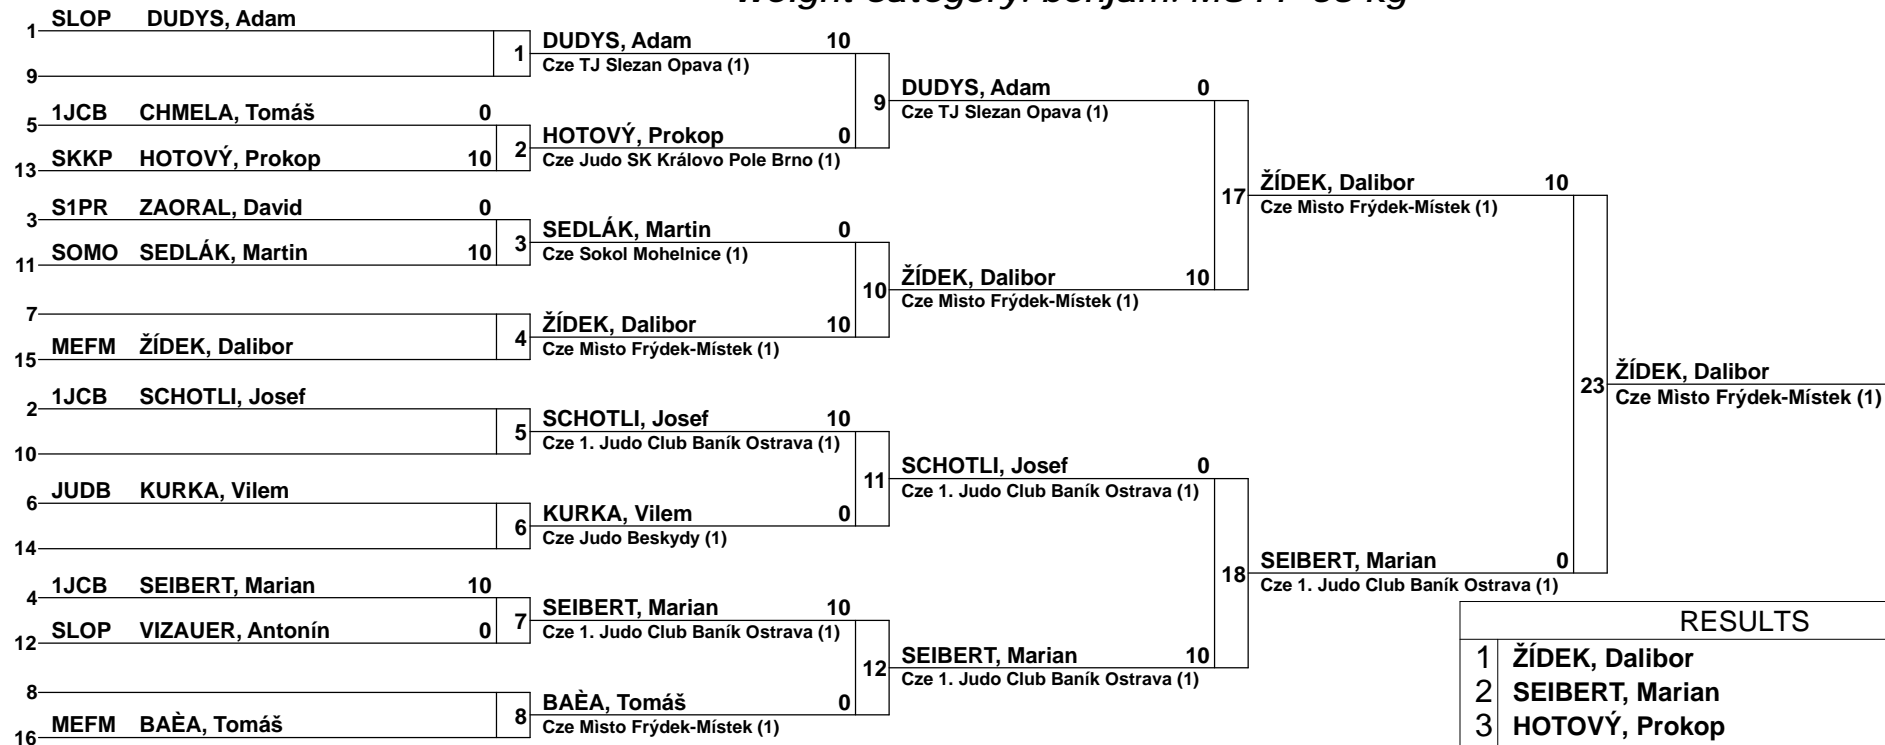 1 SLOP DUDYS, Adam
9
1 DUDYS, Adam 10
Cze TJ Slezan Opava (1)
5 1JCB CHMELA, Tomáš 0
13 SKKP HOTOVÝ, Prokop 10
2 HOTOVÝ, Prokop 0
Cze Judo SK Královo Pole Brno (1)
9 DUDYS, Adam 0
Cze TJ Slezan Opava (1)
3 S1PR ZAORAL, David 0
11 SOMO SEDLÁK, Martin 10
3 SEDLÁK, Martin 0
Cze Sokol Mohelnice (1)
7
15 MEFM ŽÍDEK, Dalibor
4 ŽÍDEK, Dalibor 10
Cze Mìsto Frýdek-Místek (1)
10 ŽÍDEK, Dalibor 10
Cze Mìsto Frýdek-Místek (1)
17 ŽÍDEK, Dalibor 10
Cze Mìsto Frýdek-Místek (1)
2 1JCB SCHOTLI, Josef
10
5 SCHOTLI, Josef 10
Cze 1. Judo Club Baník Ostrava (1)
6 JUDB KURKA, Vilem
14
6 KURKA, Vilem 0
Cze Judo Beskydy (1)
11 SCHOTLI, Josef 0
Cze 1. Judo Club Baník Ostrava (1)
4 1JCB SEIBERT, Marian 10
12 SLOP VIZAUER, Antonín 0
7 SEIBERT, Marian 10
Cze 1. Judo Club Baník Ostrava (1)
8
16 MEFM BAÈA, Tomáš
8 BAÈA, Tomáš 0
Cze Mìsto Frýdek-Místek (1)
12 SEIBERT, Marian 10
Cze 1. Judo Club Baník Ostrava (1)
18 SEIBERT, Marian 0
Cze 1. Judo Club Baník Ostrava (1)
23 ŽÍDEK, Dalibor
Cze Mìsto Frýdek-Místek (1)
RESULTS
1 ŽÍDEK, Dalibor
2 SEIBERT, Marian
3 HOTOVÝ, Prokop